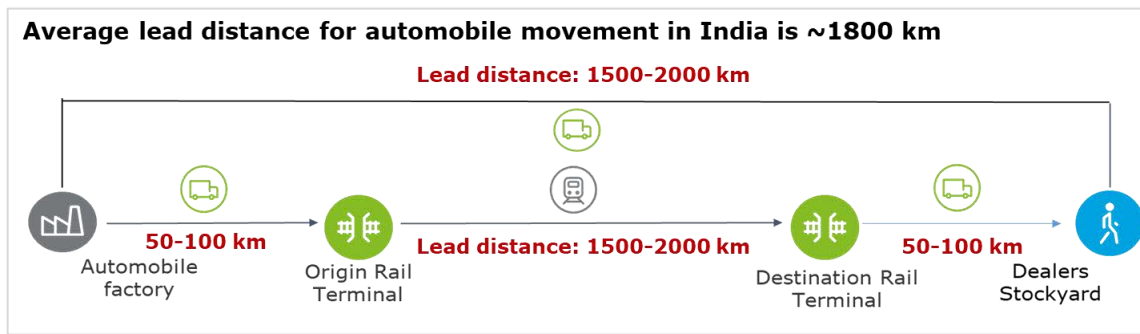 Average lead distance for automobile movement in India is ~1800 km
Lead distance: 1500-2000 km
50-100 km
Lead distance: 1500-2000 km
50-100 km
Automobile
factory
Origin Rail
Terminal
Destination Rail
Terminal
Dealers
Stockyard